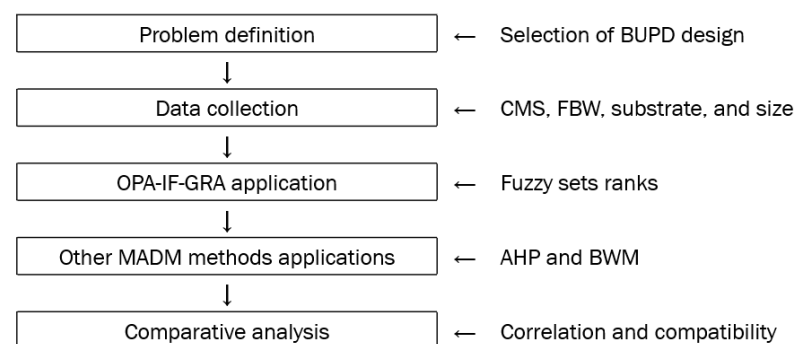 Problem definition ← Selection of BUPD design
↓
Data collection ← CMS, FBW, substrate, and size
↓
OPA-IF-GRA application ← Fuzzy sets ranks
↓
Other MADM methods applications ← AHP and BWM
↓
Comparative analysis ← Correlation and compatibility